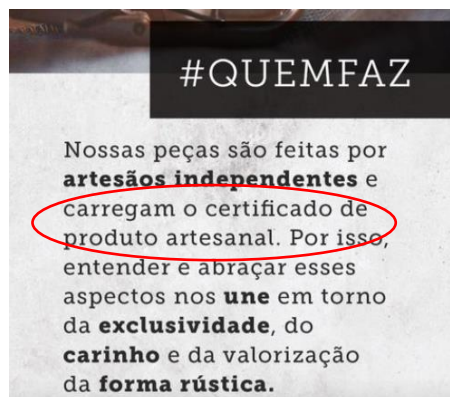 #QUEMFAZ
Nossas peças são feitas por
artesãos independentes e
carregam o certificado de
produto artesanal. Por isso,
entender e abraçar esses
aspectos nos une em torno
da exclusividade, do
carinho e da valorização
da forma rústica.